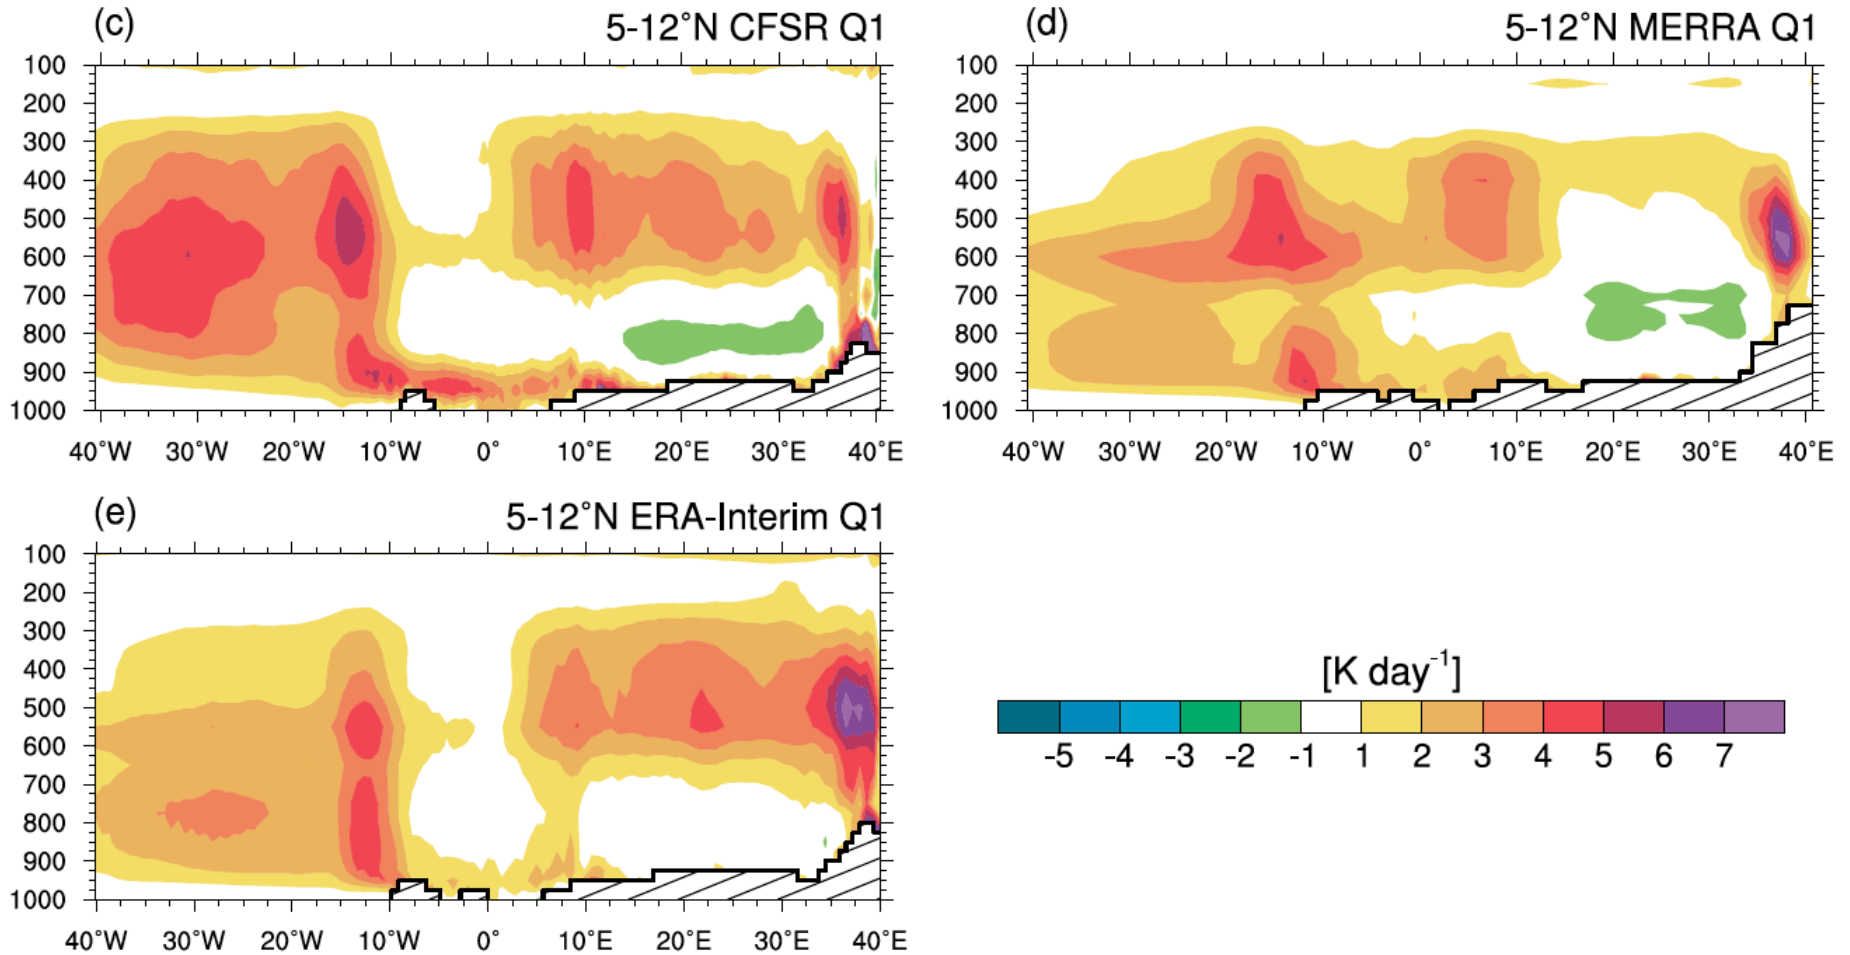 (c)
5-12°N CFSR Q1
100
200
300
400
500
600
700
800
900
1000
40°W 30°W 20°W 10°W 0° 10°E 20°E 30°E 40°E
(d)
5-12°N MERRA Q1
100
200
300
400
500
600
700
800
900
1000
40°W 30°W 20°W 10°W 0° 10°E 20°E 30°E 40°E
(e)
5-12°N ERA-Interim Q1
100
200
300
400
500
600
700
800
900
1000
40°W 30°W 20°W 10°W 0° 10°E 20°E 30°E 40°E
[K day⁻¹]
-5 -4 -3 -2 -1 1 2 3 4 5 6 7